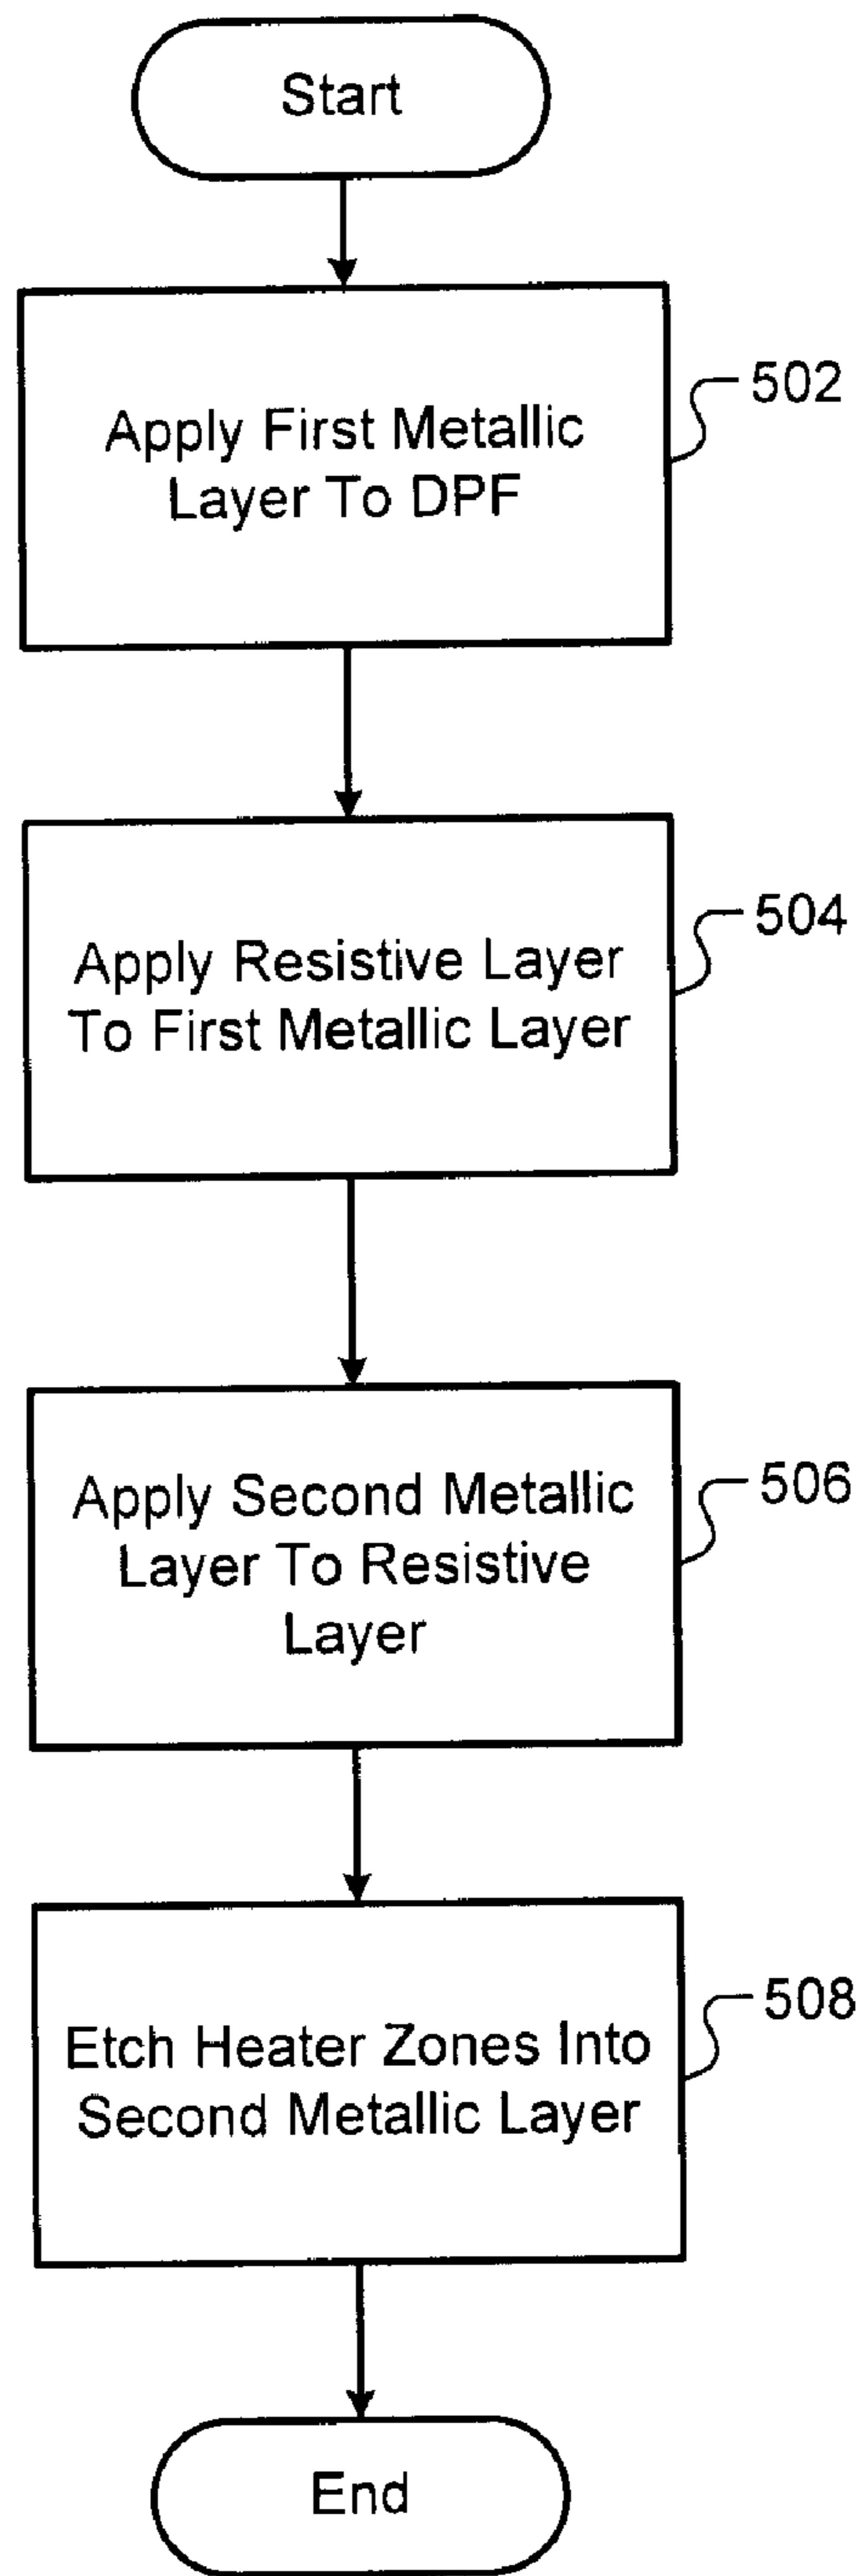 Start
Apply First Metallic
Layer To DPF
502
Apply Resistive Layer
To First Metallic Layer
504
Apply Second Metallic
Layer To Resistive
Layer
506
Etch Heater Zones Into
Second Metallic Layer
508
End